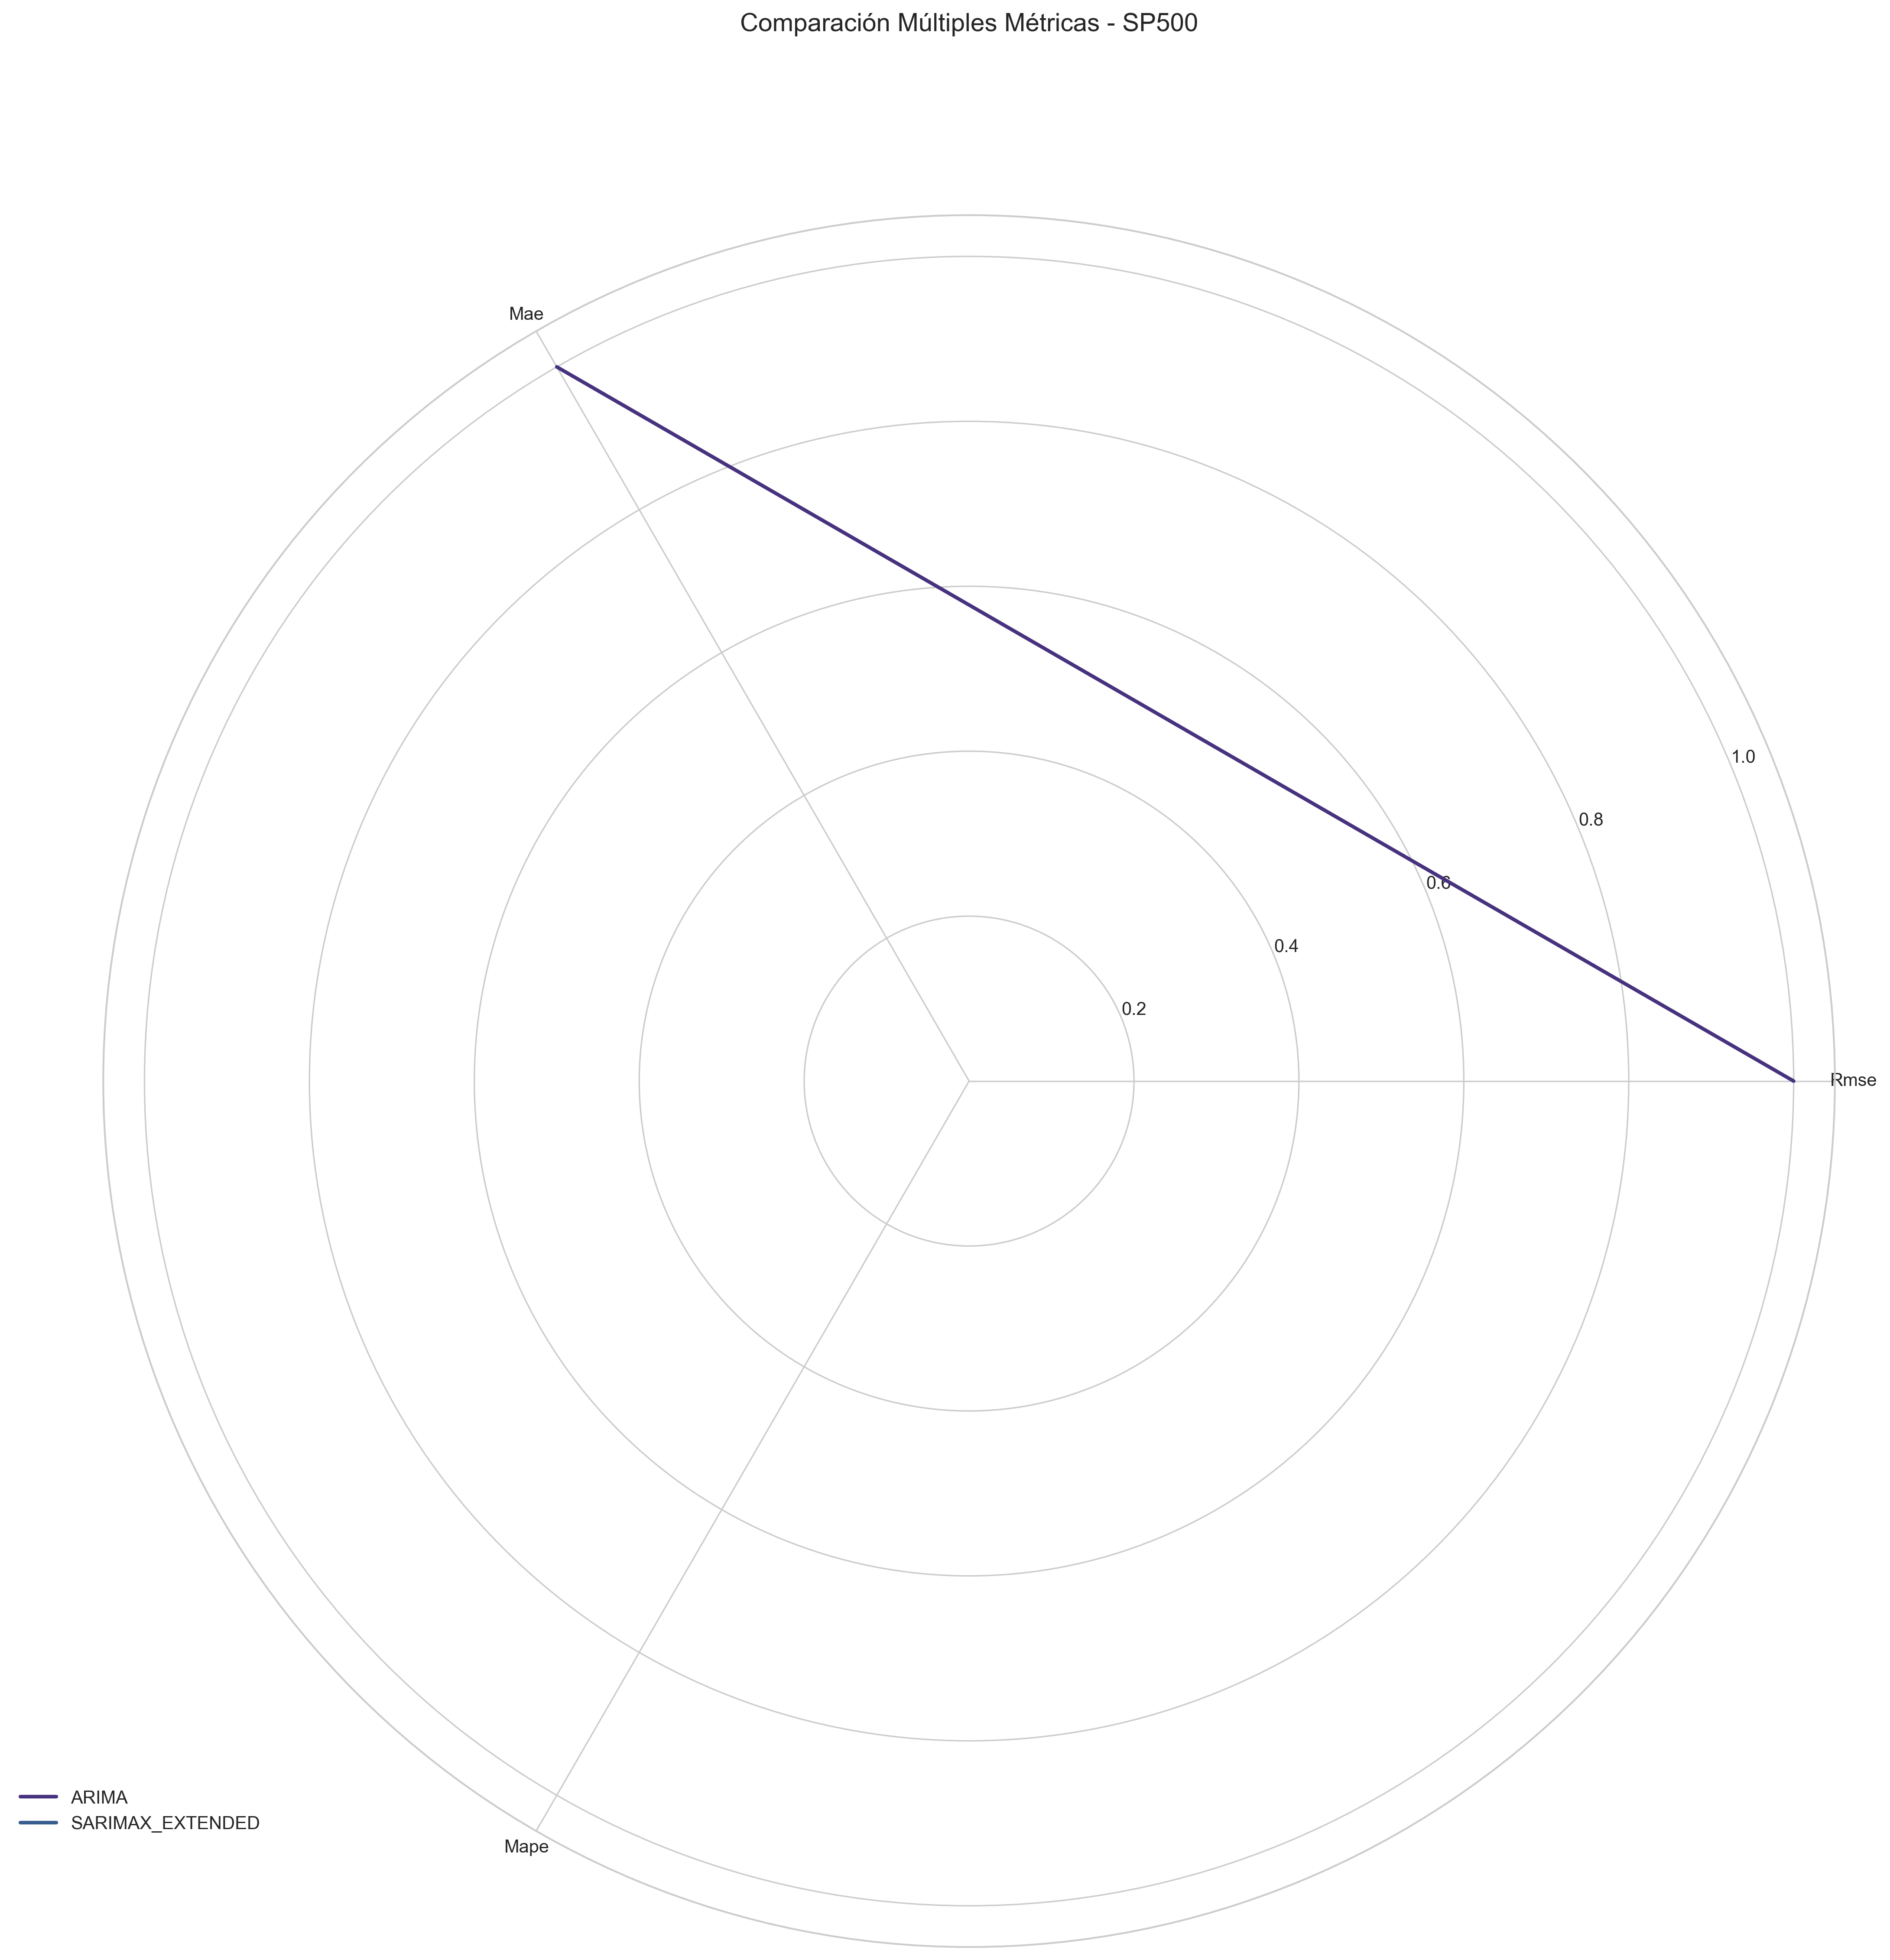 Comparación Múltiples Métricas - SP500
Mae
1.0
0.8
0.6
0.4
0.2
Rmse
ARIMA
SARIMAX_EXTENDED
Mape